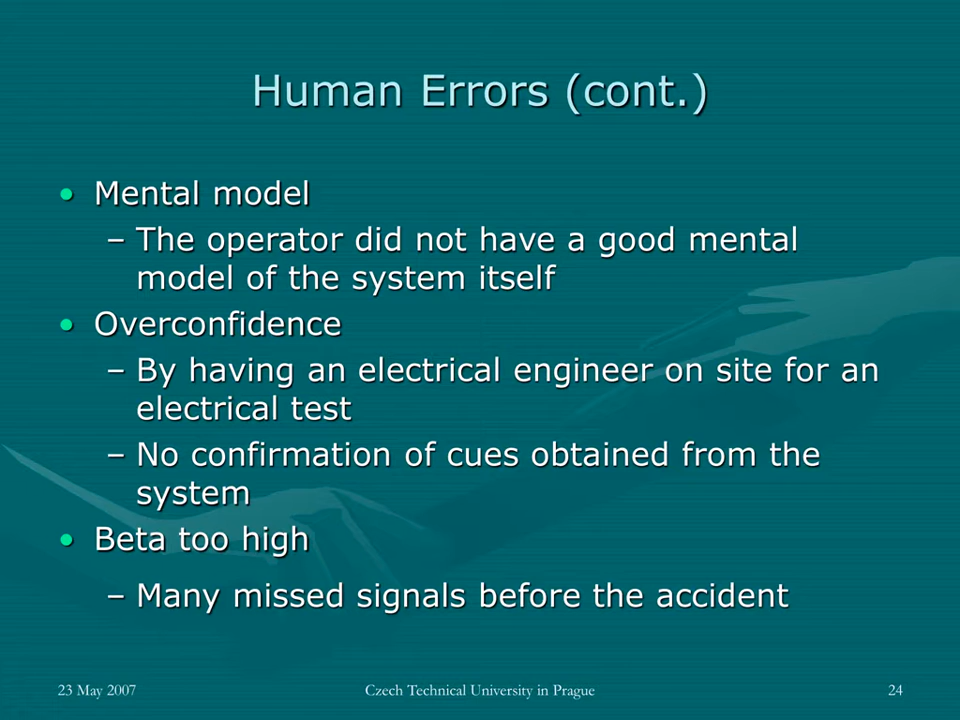 Human Errors (cont.)
• Mental model
– The operator did not have a good mental
model of the system itself
• Overconfidence
– By having an electrical engineer on site for an
electrical test
– No confirmation of cues obtained from the
system
• Beta too high
– Many missed signals before the accident
23 May 2007 Czech Technical University in Prague 24